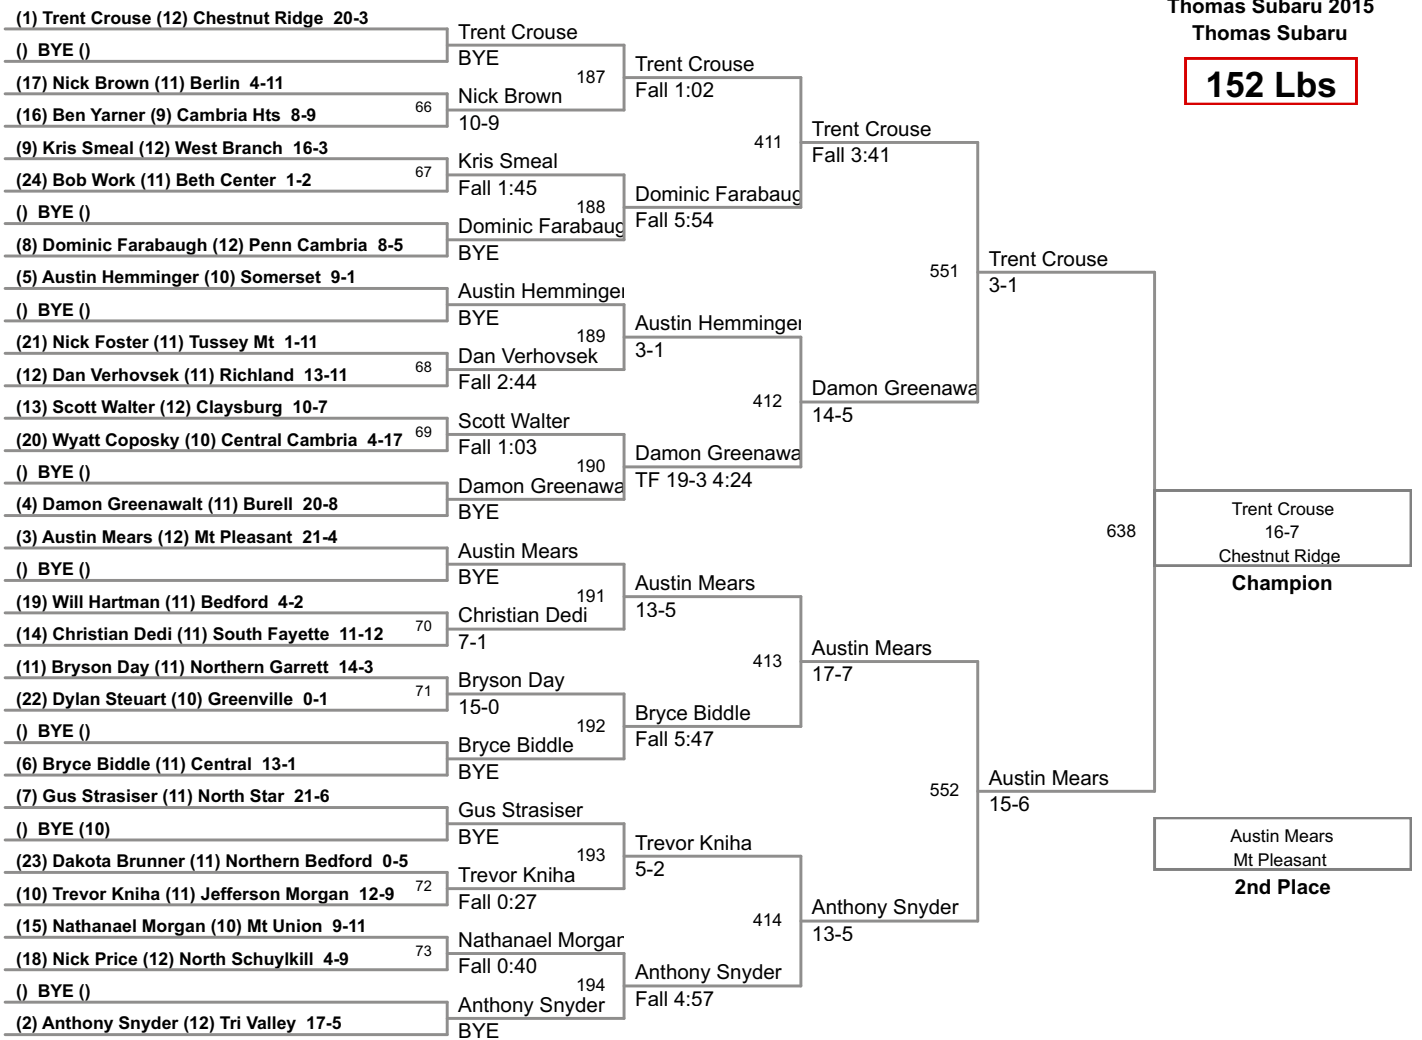 Thomas Subaru 2015
Thomas Subaru
152 Lbs
(1) Trent Crouse (12) Chestnut Ridge 20-3
() BYE ()
(17) Nick Brown (11) Berlin 4-11
(16) Ben Yarner (9) Cambria Hts 8-9
(9) Kris Smeal (12) West Branch 16-3
(24) Bob Work (11) Beth Center 1-2
() BYE ()
(8) Dominic Farabaugh (12) Penn Cambria 8-5
(5) Austin Hemminger (10) Somerset 9-1
() BYE ()
(21) Nick Foster (11) Tussey Mt 1-11
(12) Dan Verhovsek (11) Richland 13-11
(13) Scott Walter (12) Claysburg 10-7
(20) Wyatt Coposky (10) Central Cambria 4-17
() BYE ()
(4) Damon Greenawalt (11) Burell 20-8
(3) Austin Mears (12) Mt Pleasant 21-4
() BYE ()
(19) Will Hartman (11) Bedford 4-2
(14) Christian Dedi (11) South Fayette 11-12
(11) Bryson Day (11) Northern Garrett 14-3
(22) Dylan Steuart (10) Greenville 0-1
() BYE ()
(6) Bryce Biddle (11) Central 13-1
(7) Gus Strasiser (11) North Star 21-6
() BYE (10)
(23) Dakota Brunner (11) Northern Bedford 0-5
(10) Trevor Kniha (11) Jefferson Morgan 12-9
(15) Nathanael Morgan (10) Mt Union 9-11
(18) Nick Price (12) North Schuylkill 4-9
() BYE ()
(2) Anthony Snyder (12) Tri Valley 17-5
66
67
68
69
70
71
72
73
Trent Crouse
BYE
187
Nick Brown
10-9
Kris Smeal
Fall 1:45
188
Dominic Farabaug
BYE
Austin Hemminger
BYE
189
Dan Verhovsek
Fall 2:44
Scott Walter
Fall 1:03
190
Damon Greenawa
BYE
Austin Mears
BYE
191
Christian Dedi
7-1
Bryson Day
15-0
192
Bryce Biddle
BYE
Gus Strasiser
BYE
193
Trevor Kniha
Fall 0:27
Nathanael Morgan
Fall 0:40
194
Anthony Snyder
BYE
Trent Crouse
Fall 1:02
411
Dominic Farabaug
Fall 5:54
Austin Hemminger
3-1
412
Damon Greenawa
TF 19-3 4:24
Austin Mears
13-5
413
Bryce Biddle
Fall 5:47
Trevor Kniha
5-2
414
Anthony Snyder
Fall 4:57
Trent Crouse
Fall 3:41
551
Damon Greenawa
14-5
Austin Mears
17-7
552
Anthony Snyder
13-5
Trent Crouse
3-1
638
Austin Mears
15-6
Trent Crouse
16-7
Chestnut Ridge
Champion
Austin Mears
Mt Pleasant
2nd Place